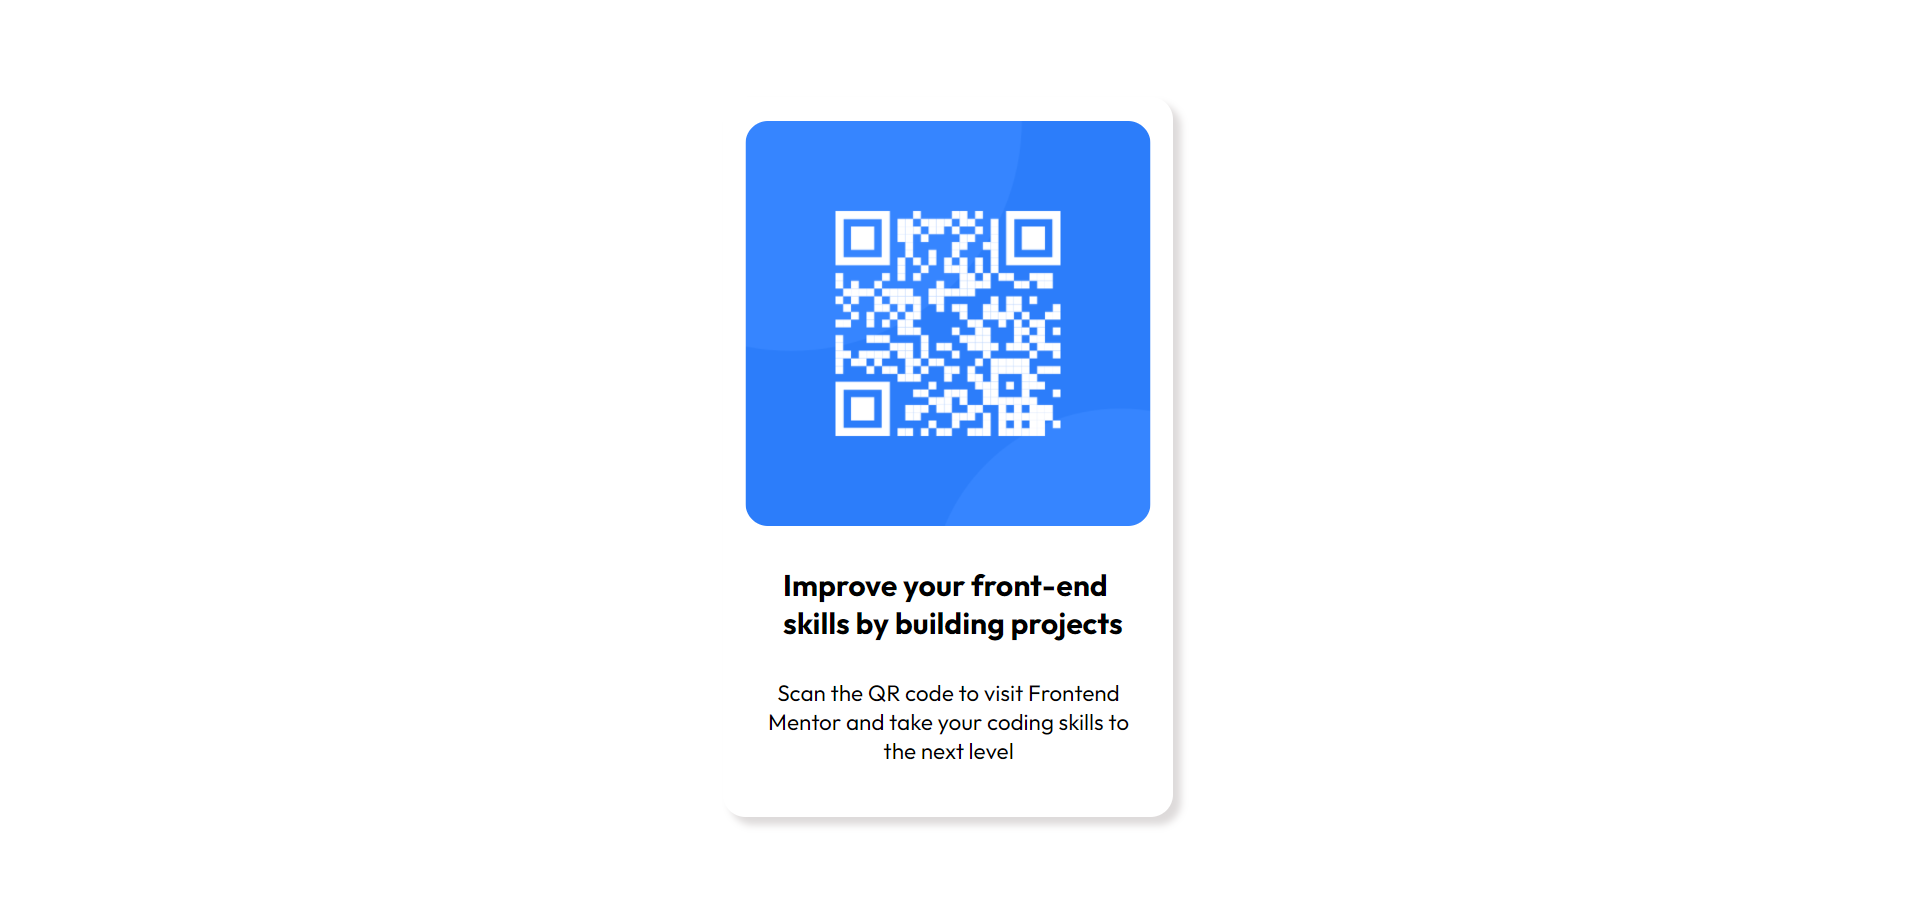 Improve your front-end
skills by building projects
Scan the QR code to visit Frontend
Mentor and take your coding skills to
the next level